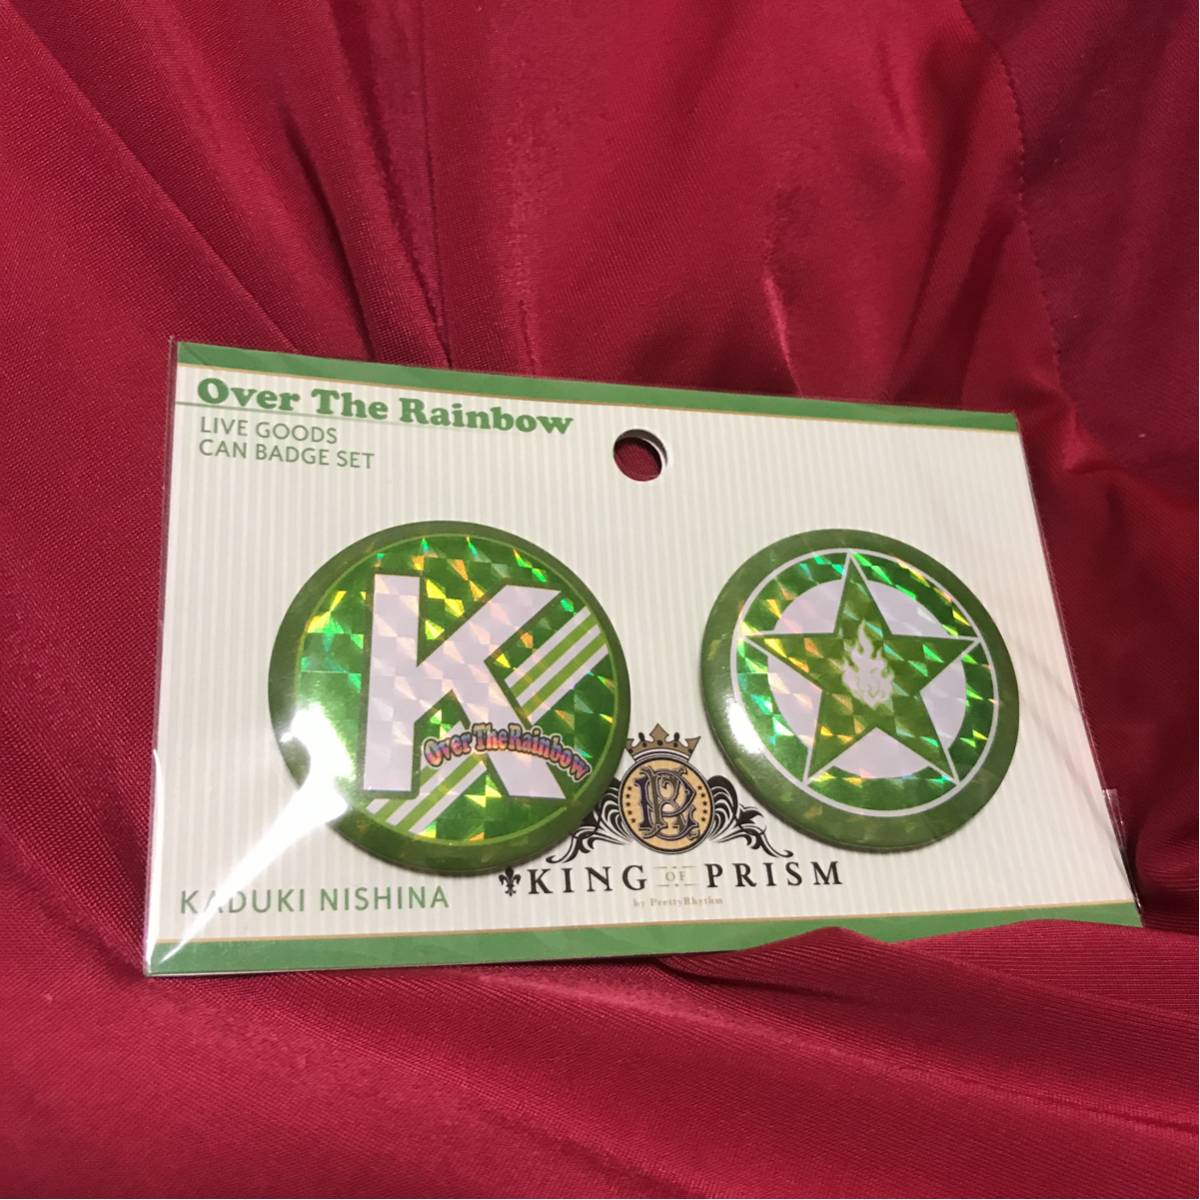 Over The Rainbow
LIVE GOODS
CAN BADGE SET
K
Over The Rainbow
KING OF PRISM
by PrettyRhythm
KADUKI NISHINA